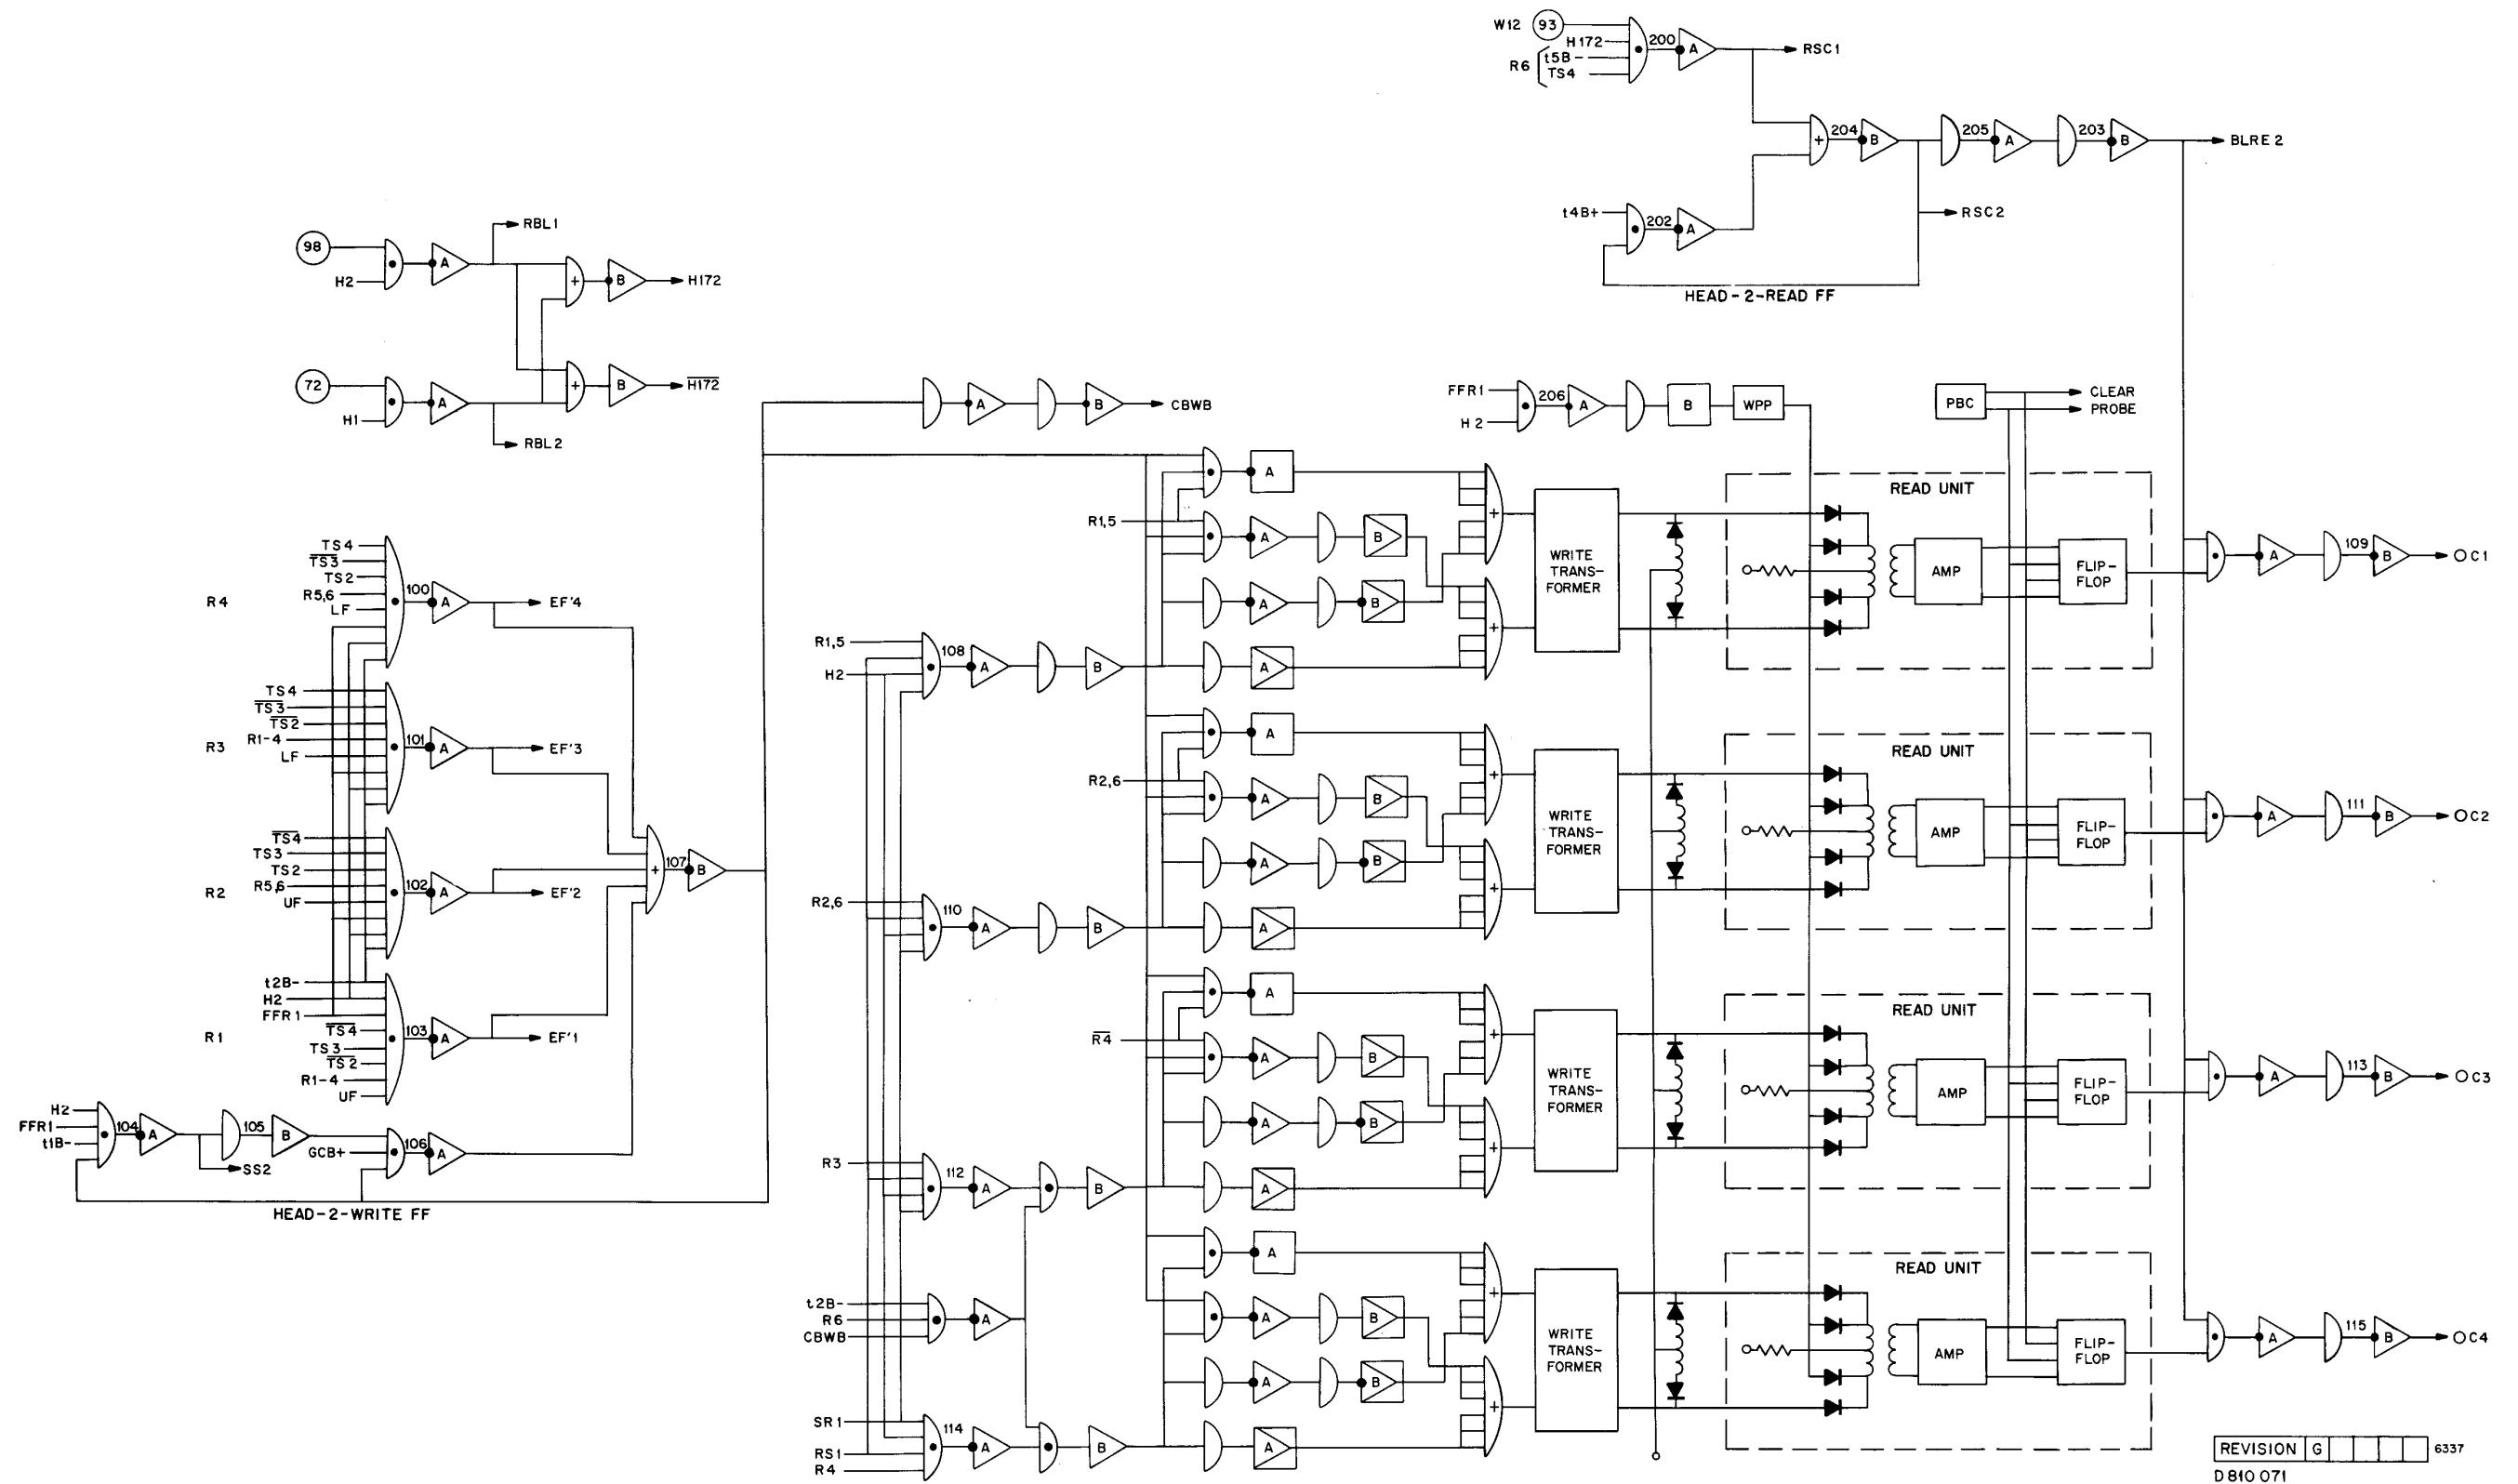 W12 93
H172 200 A RSC1
R6 t5B-
TS4
+ 204 B 205 A 203 B BLRE2
t4B+ 202 A RSC2
HEAD-2-READ FF
RBL1
98 A
H2 + B H172
72 A + B H̅1̅7̅2̅
H1
RBL2
A B CBWB
FFR1 206 A B WPP
H2
PBC CLEAR
PROBE
R4
TS4
T̅S̅3̅
TS2
R5,6
LF
100 A EF'4
R3
TS4
T̅S̅3̅
T̅S̅2̅
R1-4
LF
101 A EF'3
R2
T̅S̅4̅
TS3
TS2
R5,6
UF
102 A EF'2
+ 107 B
t2B-
H2
FFR1
R1
T̅S̅4̅
TS3
T̅S̅2̅
R1-4
UF
103 A EF'1
H2
FFR1
t1B-
104 A 105 B
SS2
GCB+ 106 A
HEAD-2-WRITE FF
R1,5
A
A B
A B
A
R1,5
H2
108 A B
+
+
WRITE
TRANS-
FORMER
READ UNIT
AMP
FLIP-
FLOP
A 109 B C1
R2,6
A
A B
A B
A
R2,6
110 A B
+
+
WRITE
TRANS-
FORMER
READ UNIT
AMP
FLIP-
FLOP
A 111 B C2
R̅4̅
A
A B
A B
A
R3
112 A B
+
+
WRITE
TRANS-
FORMER
READ UNIT
AMP
FLIP-
FLOP
A 113 B C3
t2B-
R6
CBWB
A
A
A B
A B
A
SR1
RS1
R4
114 A B
+
+
WRITE
TRANS-
FORMER
READ UNIT
AMP
FLIP-
FLOP
A 115 B C4
REVISION G 6337
D 810 071